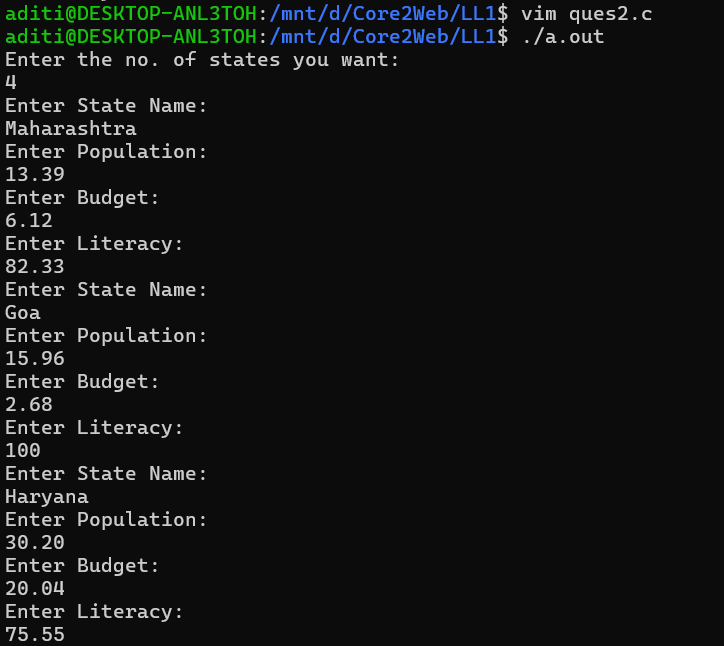 aditi@DESKTOP-ANL3TOH:/mnt/d/Core2Web/LL1$ vim ques2.c
aditi@DESKTOP-ANL3TOH:/mnt/d/Core2Web/LL1$ ./a.out
Enter the no. of states you want:
4
Enter State Name:
Maharashtra
Enter Population:
13.39
Enter Budget:
6.12
Enter Literacy:
82.33
Enter State Name:
Goa
Enter Population:
15.96
Enter Budget:
2.68
Enter Literacy:
100
Enter State Name:
Haryana
Enter Population:
30.20
Enter Budget:
20.04
Enter Literacy:
75.55